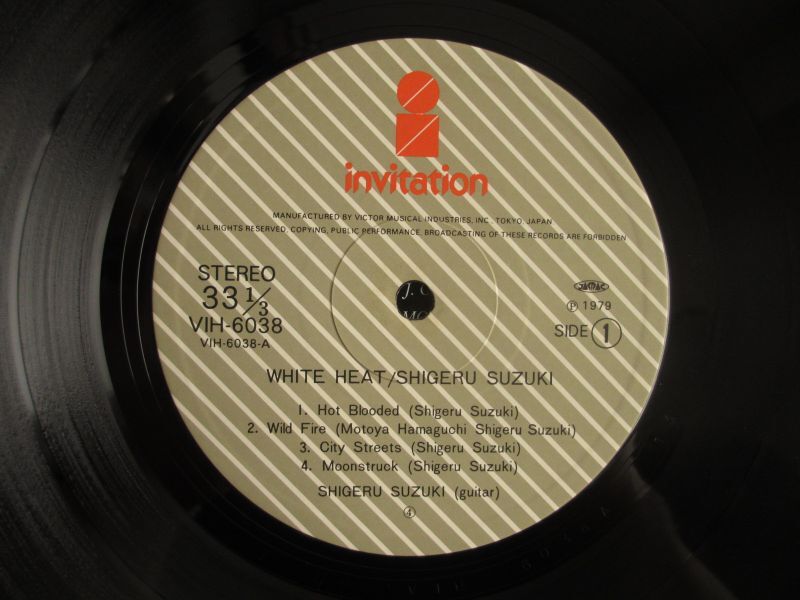 invitation
MANUFACTURED BY VICTOR MUSICAL INDUSTRIES, INC. TOKYO, JAPAN
ALL RIGHTS RESERVED, COPYING, PUBLIC PERFORMANCE, BROADCASTING OF THESE RECORDS ARE FORBIDDEN
STEREO
33 1/3
VIH-6038
VIH-6038-A
JASRAC
Ⓟ 1979
SIDE 1
WHITE HEAT/SHIGERU SUZUKI
1. Hot Blooded (Shigeru Suzuki)
2. Wild Fire (Motoya Hamaguchi Shigeru Suzuki)
3. City Streets (Shigeru Suzuki)
4. Moonstruck (Shigeru Suzuki)
SHIGERU SUZUKI (guitar)
④